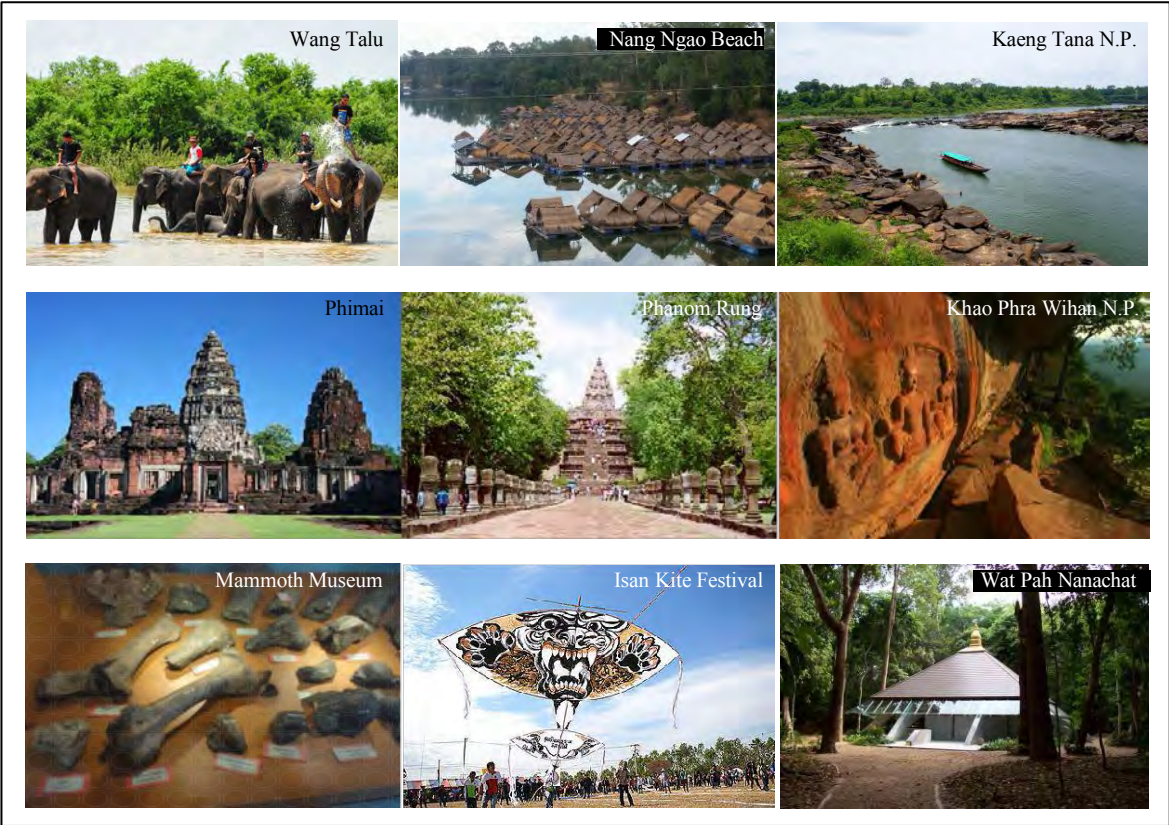 Wang Talu
Nang Ngao Beach
Kaeng Tana N.P.
Phimai
Phanom Rung
Khao Phra Wihan N.P.
Mammoth Museum
Isan Kite Festival
Wat Pah Nanachat